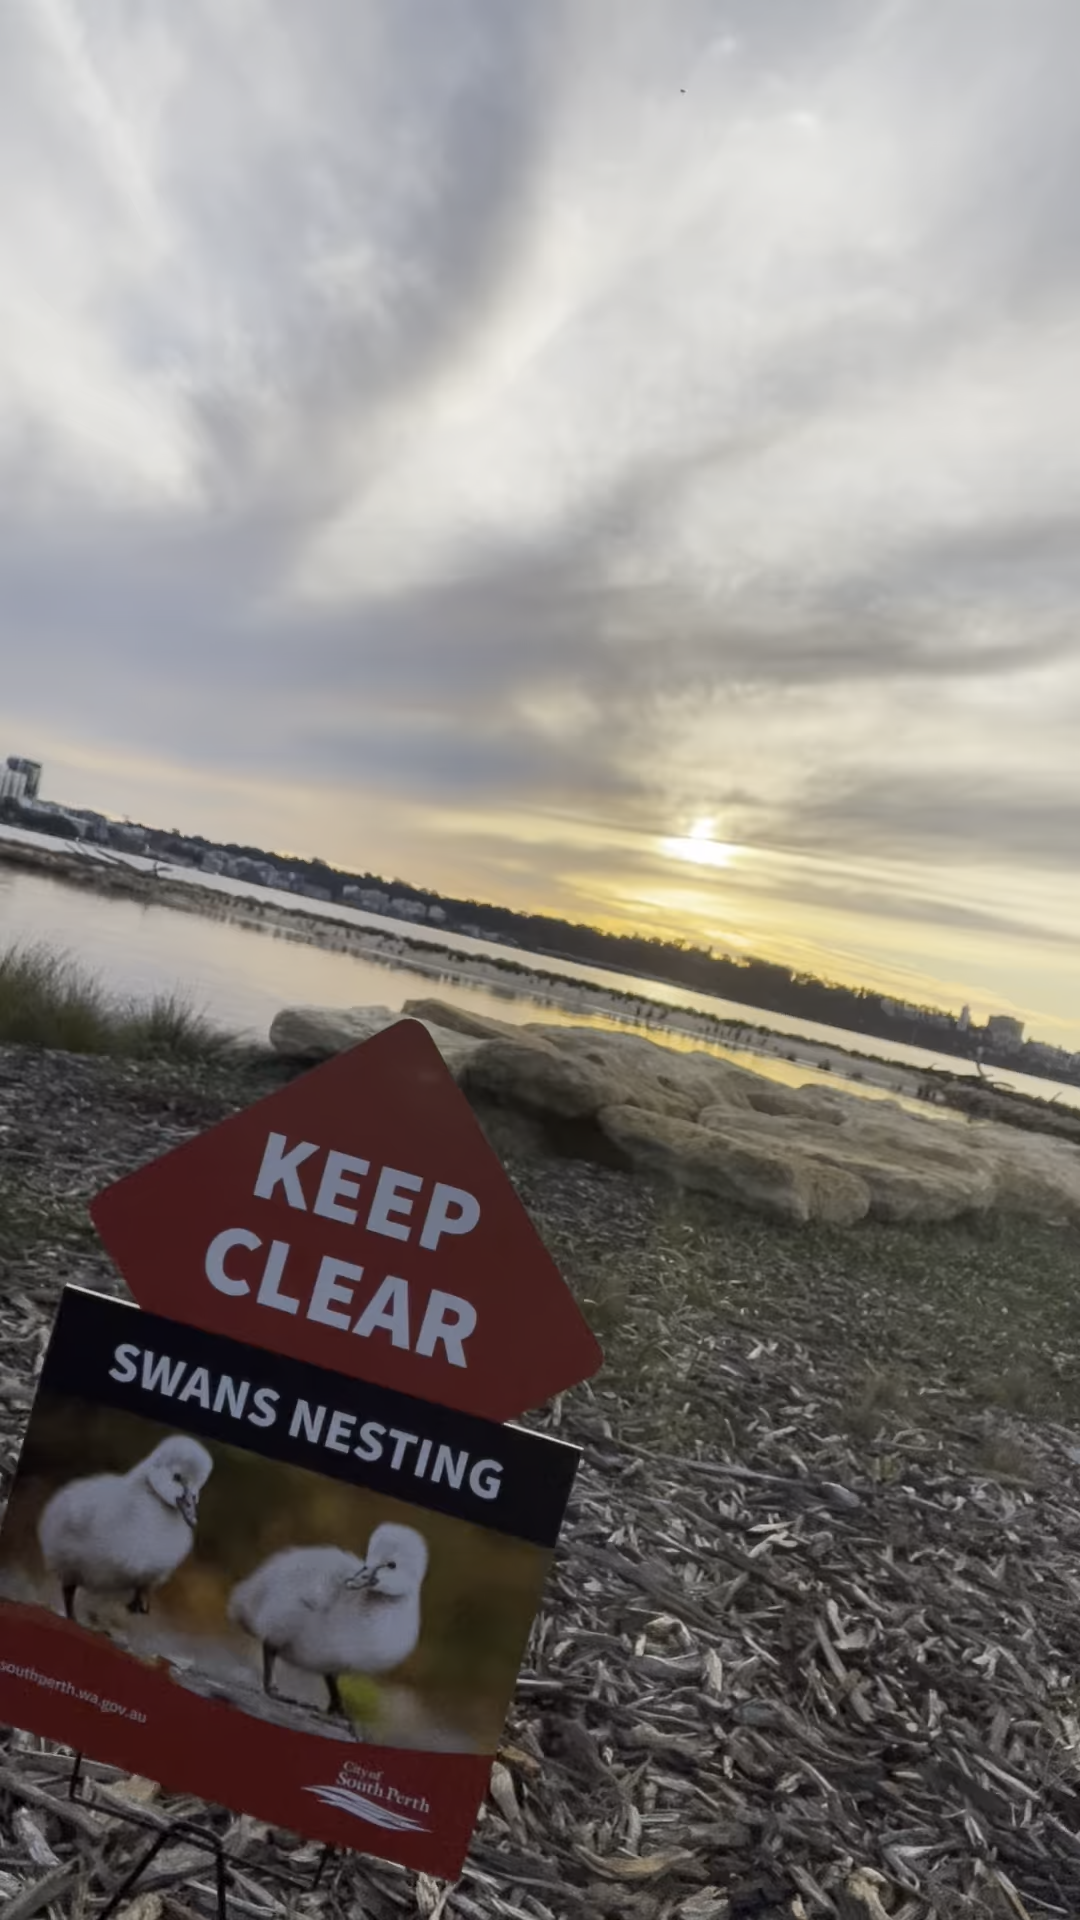 KEEP
CLEAR
SWANS NESTING
southperth.wa.gov.au
City of
South Perth